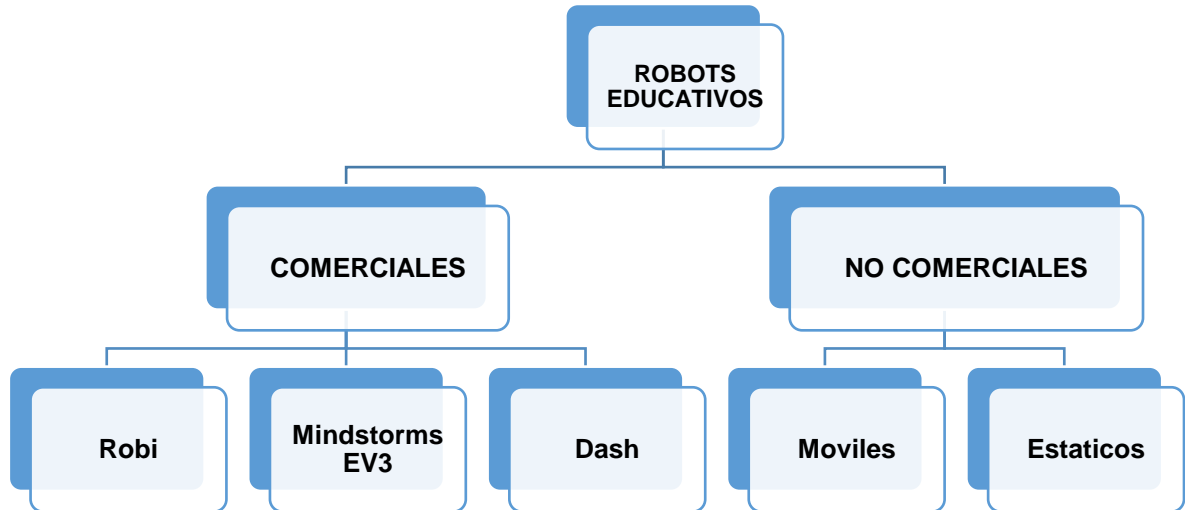 ROBOTS
EDUCATIVOS
COMERCIALES
NO COMERCIALES
Robi
Mindstorms
EV3
Dash
Moviles
Estaticos